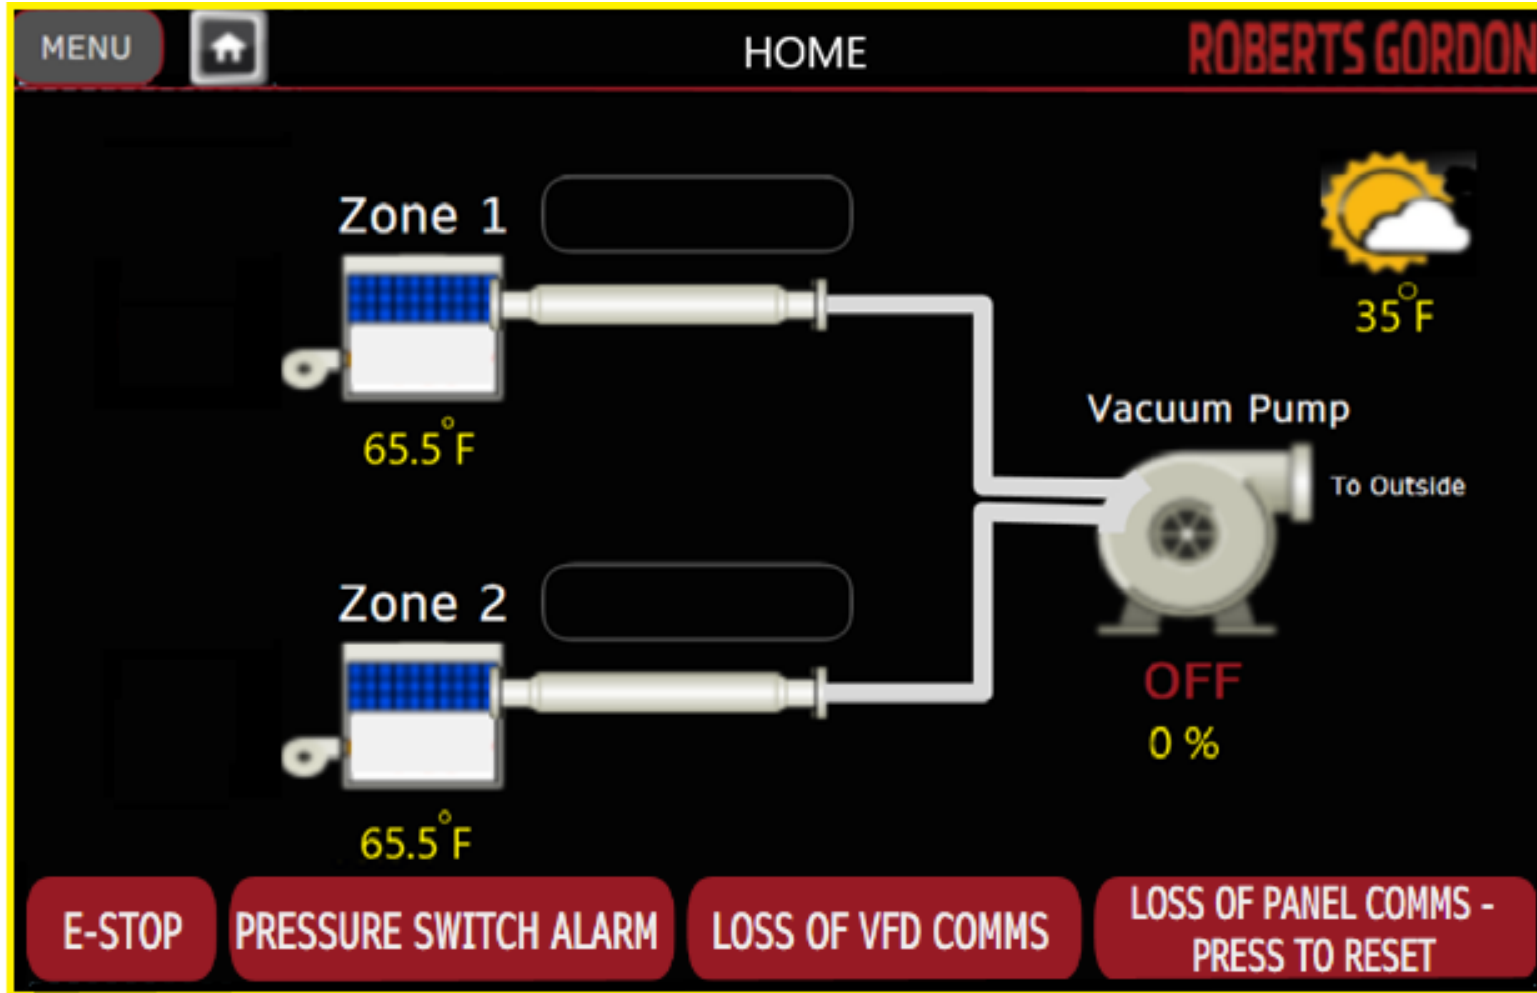 MENU
HOME
ROBERTS GORDON
Zone 1
35°F
65.5°F
Vacuum Pump
To Outside
Zone 2
OFF
0 %
65.5°F
E-STOP
PRESSURE SWITCH ALARM
LOSS OF VFD COMMS
LOSS OF PANEL COMMS -
PRESS TO RESET